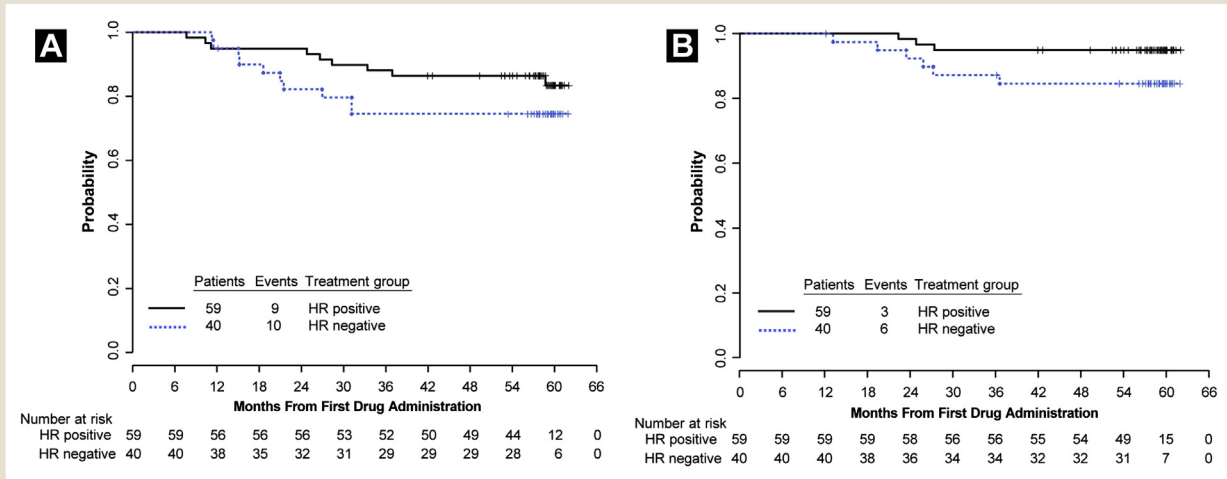 A
1.0
0.8
0.6
0.4
0.2
0.0
Probability
Patients Events Treatment group
59 9 HR positive
40 10 HR negative
0 6 12 18 24 30 36 42 48 54 60 66
Months From First Drug Administration
Number at risk
HR positive 59 59 56 56 56 53 52 50 49 44 12 0
HR negative 40 40 38 35 32 31 29 29 29 28 6 0
B
1.0
0.8
0.6
0.4
0.2
0.0
Probability
Patients Events Treatment group
59 3 HR positive
40 6 HR negative
0 6 12 18 24 30 36 42 48 54 60 66
Months From First Drug Administration
Number at risk
HR positive 59 59 59 59 58 56 56 55 54 49 15 0
HR negative 40 40 40 38 36 34 34 32 32 31 7 0